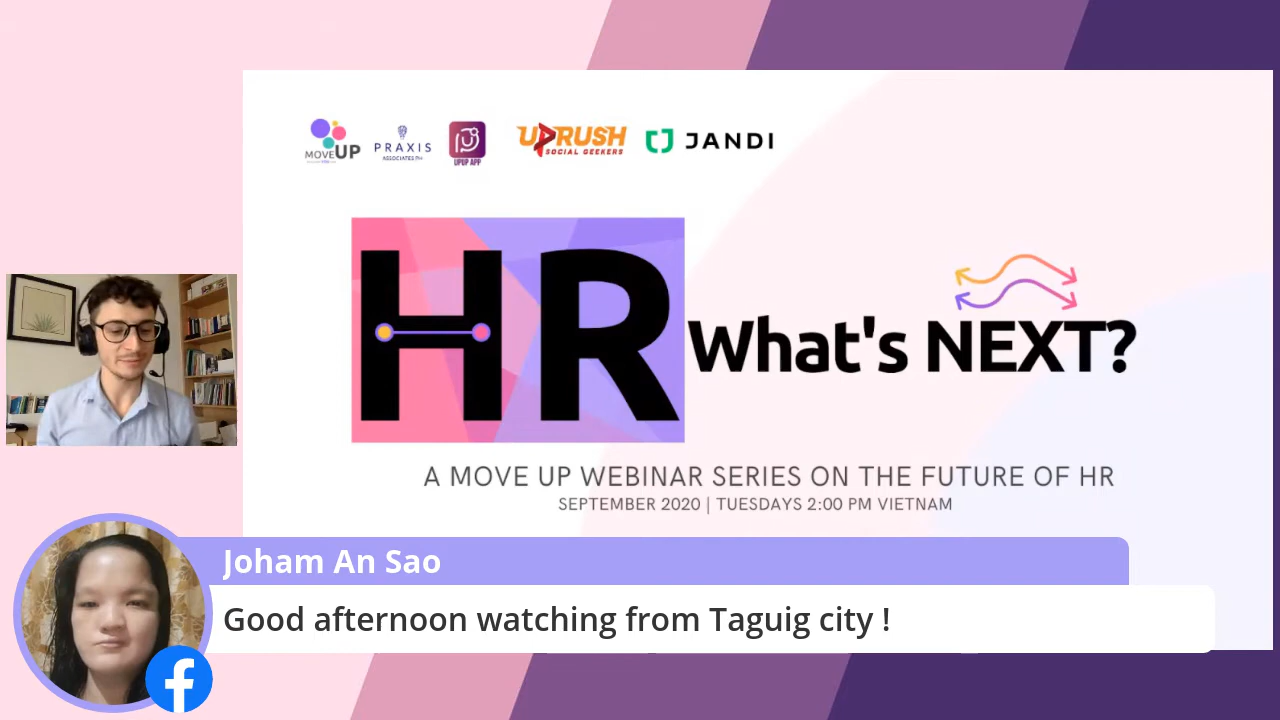 MOVEUP
PRAXIS
ASSOCIATES PH
UPUP APP
UPRUSH
SOCIAL GEEKERS
JANDI
HR What's NEXT?
A MOVE UP WEBINAR SERIES ON THE FUTURE OF HR
SEPTEMBER 2020 | TUESDAYS 2:00 PM VIETNAM
Joham An Sao
Good afternoon watching from Taguig city !